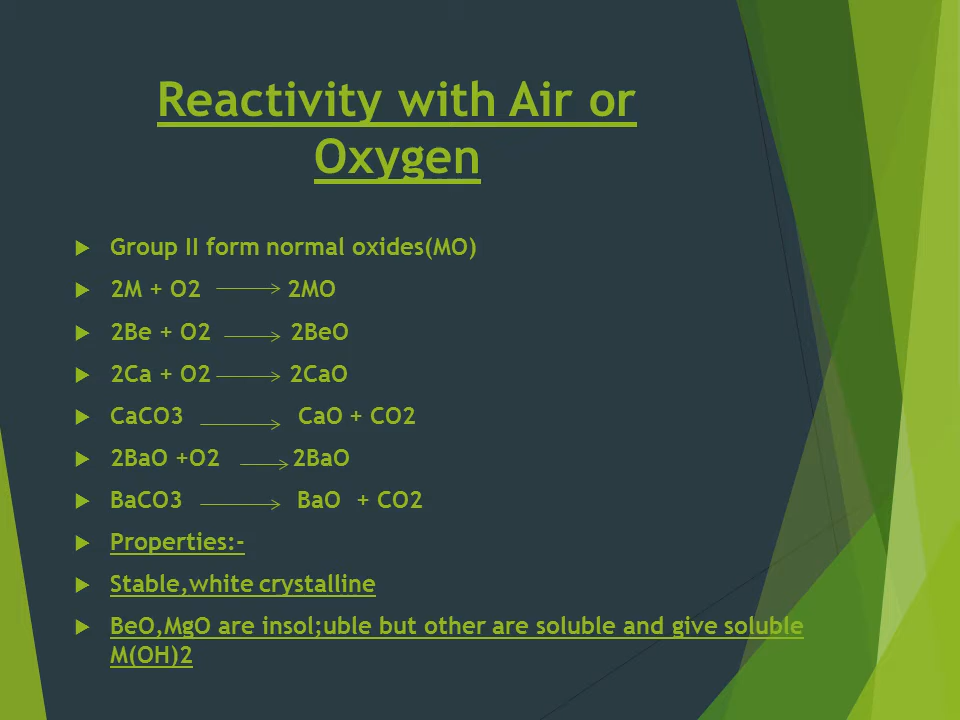 Reactivity with Air or
Oxygen
Group II form normal oxides(MO)
2M + O2 → 2MO
2Be + O2 → 2BeO
2Ca + O2 → 2CaO
CaCO3 → CaO + CO2
2BaO +O2 → 2BaO
BaCO3 → BaO + CO2
Properties:-
Stable,white crystalline
BeO,MgO are insol;uble but other are soluble and give soluble
M(OH)2